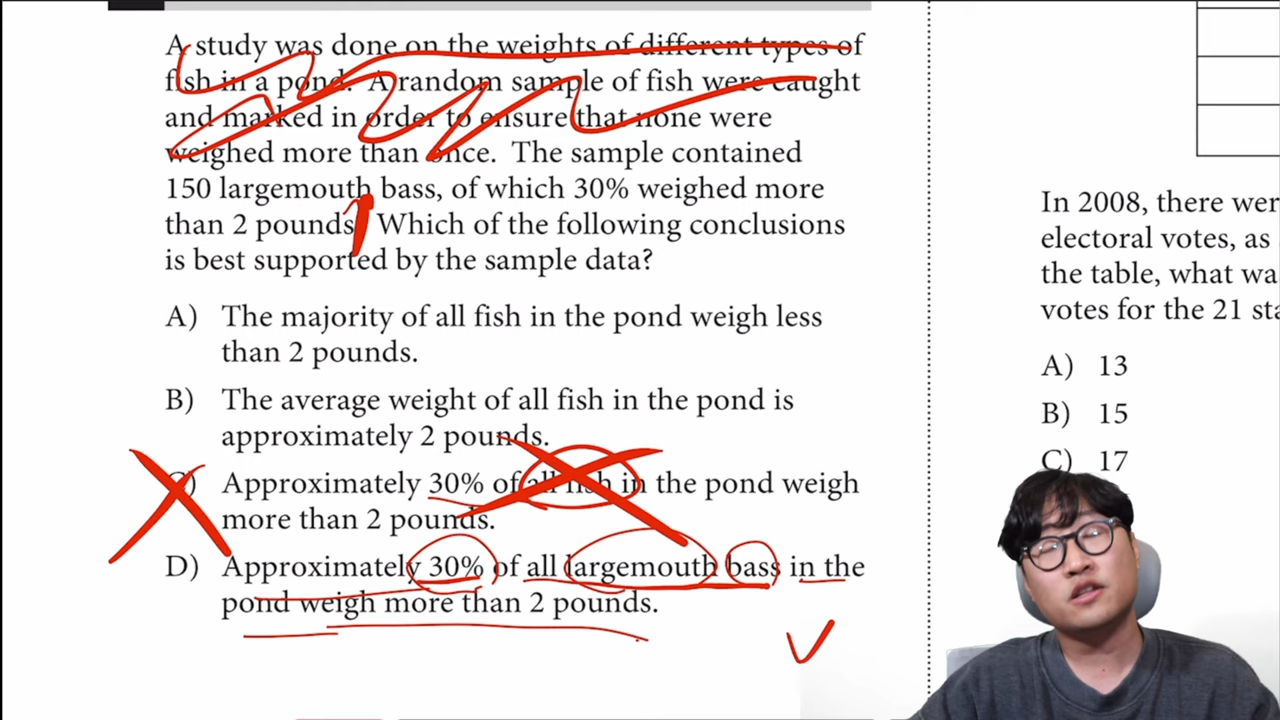 A study was done on the weights of different types of
fish in a pond. A random sample of fish were caught
and marked in order to ensure that none were
weighed more than once. The sample contained
150 largemouth bass, of which 30% weighed more
than 2 pounds. Which of the following conclusions
is best supported by the sample data?
A) The majority of all fish in the pond weigh less
than 2 pounds.
B) The average weight of all fish in the pond is
approximately 2 pounds.
C) Approximately 30% of all fish in the pond weigh
more than 2 pounds.
D) Approximately 30% of all largemouth bass in the
pond weigh more than 2 pounds.
In 2008, there wer
electoral votes, as
the table, what wa
votes for the 21 sta
A) 13
B) 15
C) 17